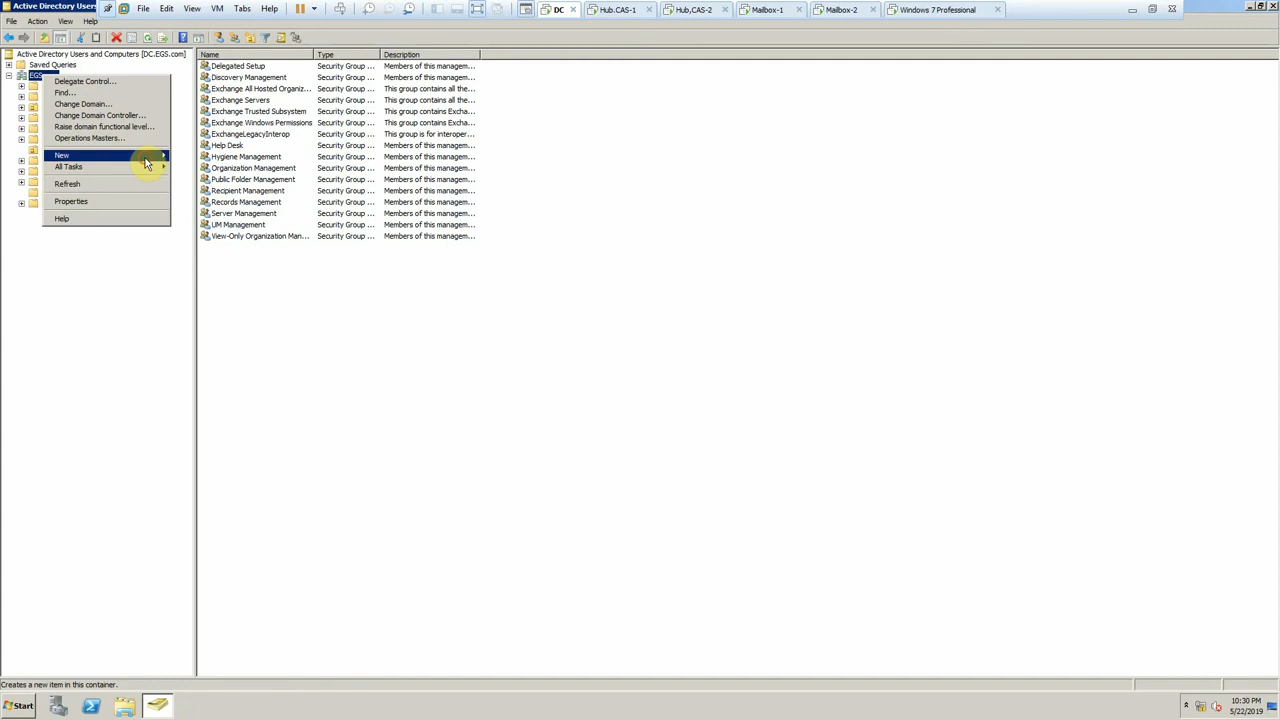 Active Directory Users
File Edit View VM Tabs Help
DC
Hub.CAS-1
Hub,CAS-2
Mailbox-1
Mailbox-2
Windows 7 Professional
File Action View Help
Active Directory Users and Computers [DC.EGS.com]
Saved Queries
EGS
Delegate Control...
Find...
Change Domain...
Change Domain Controller...
Raise domain functional level...
Operations Masters...
New
All Tasks
Refresh
Properties
Help
Name Type Description
Delegated Setup Security Group ... Members of this managem...
Discovery Management Security Group ... Members of this managem...
Exchange All Hosted Organiz... Security Group ... This group contains all the...
Exchange Servers Security Group ... This group contains all the...
Exchange Trusted Subsystem Security Group ... This group contains Excha...
Exchange Windows Permissions Security Group ... This group contains Excha...
ExchangeLegacyInterop Security Group ... This group is for interoper...
Help Desk Security Group ... Members of this managem...
Hygiene Management Security Group ... Members of this managem...
Organization Management Security Group ... Members of this managem...
Public Folder Management Security Group ... Members of this managem...
Recipient Management Security Group ... Members of this managem...
Records Management Security Group ... Members of this managem...
Server Management Security Group ... Members of this managem...
UM Management Security Group ... Members of this managem...
View-Only Organization Man... Security Group ... Members of this managem...
Creates a new item in this container.
Start
10:30 PM
5/22/2019